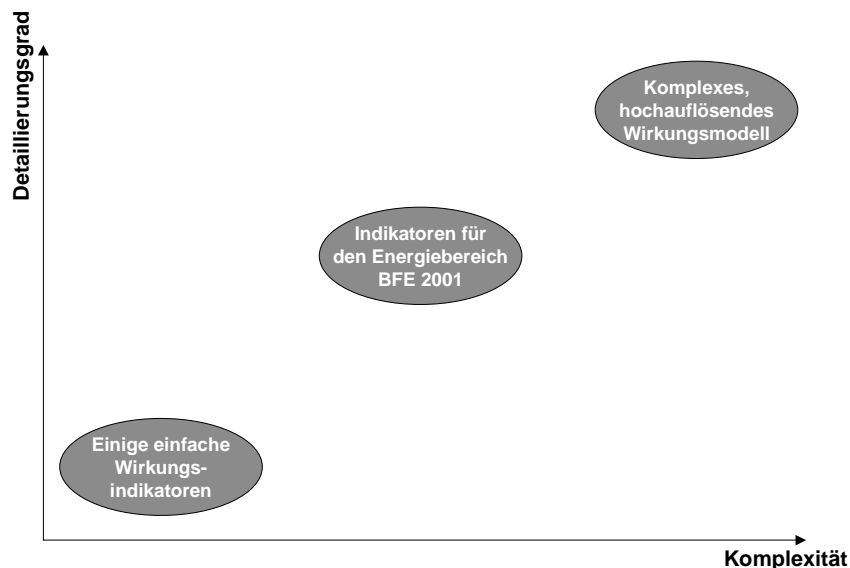 Detaillierungsgrad
Komplexes,
hochauflösendes
Wirkungsmodell
Indikatoren für
den Energiebereich
BFE 2001
Einige einfache
Wirkungs-
indikatoren
Komplexität